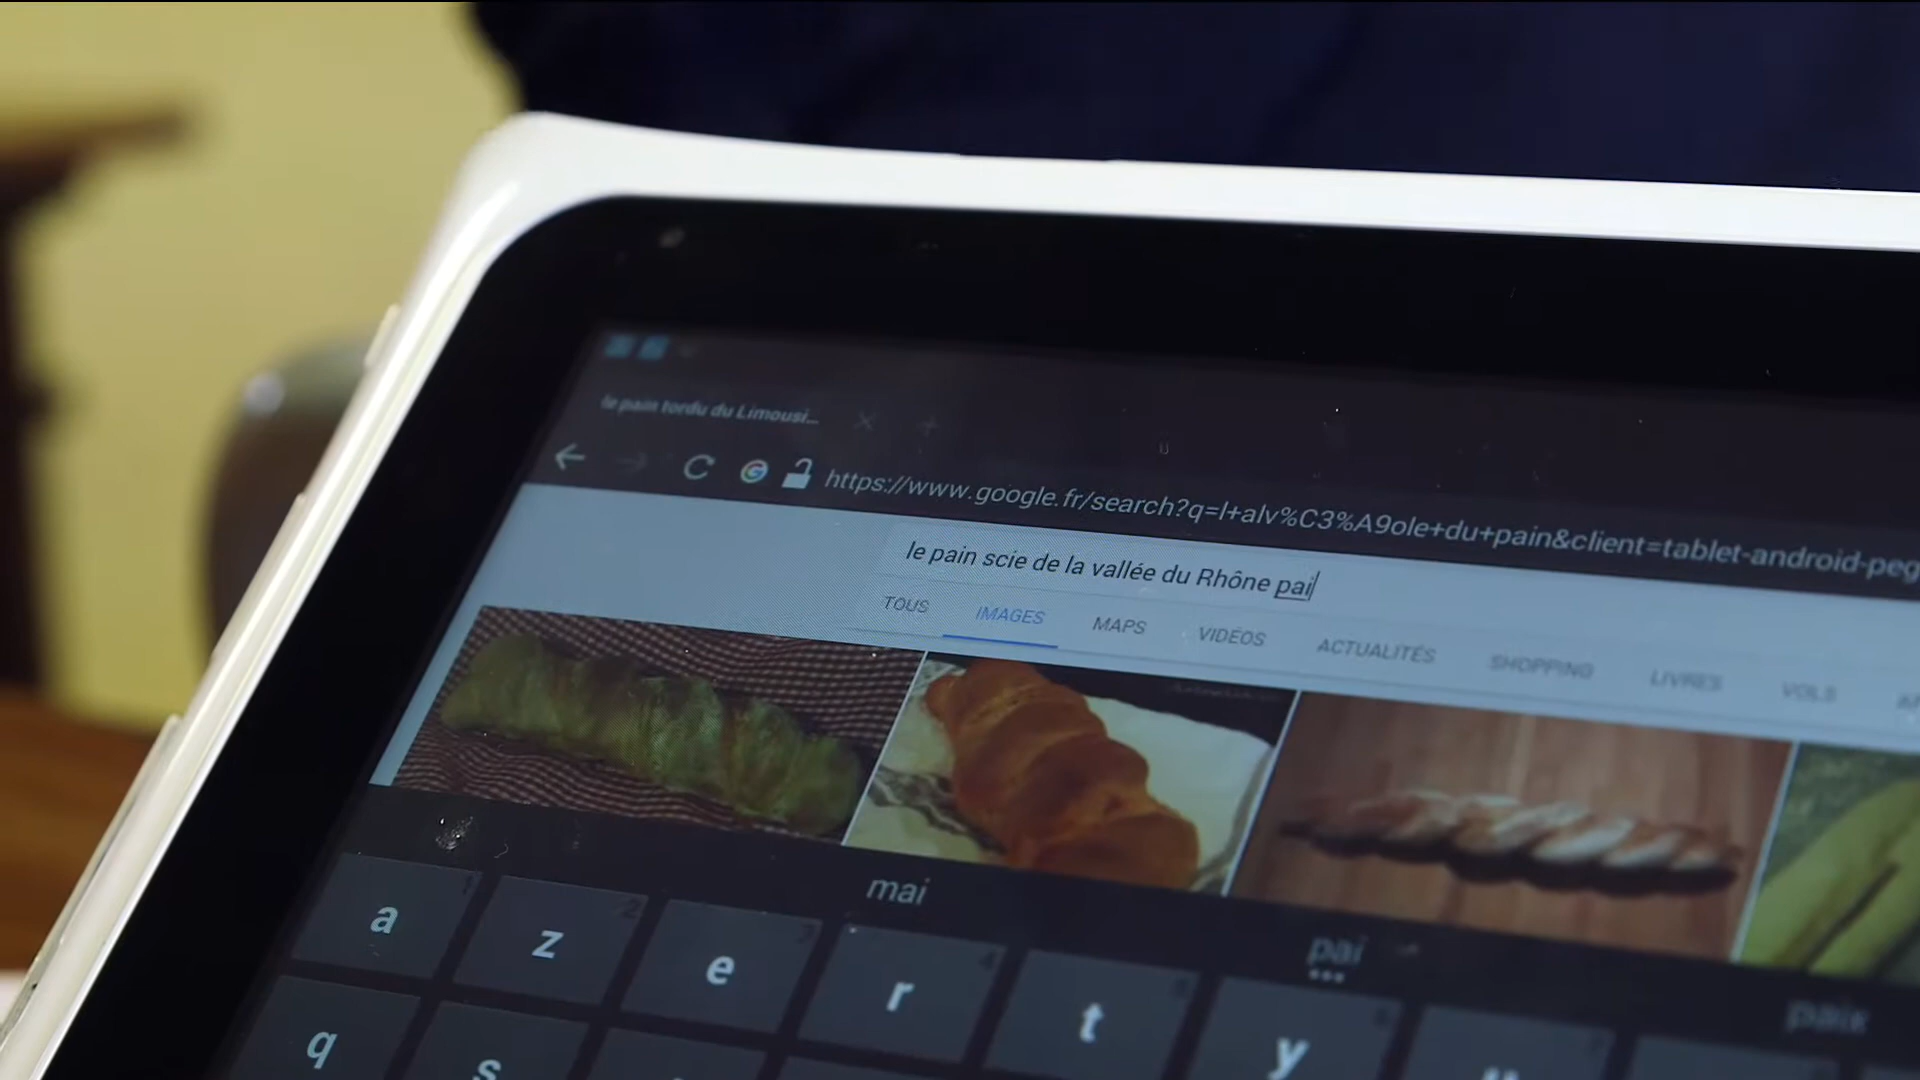 le pain tordu du Limousi...
https://www.google.fr/search?q=l+alv%C3%A9ole+du+pain&client=tablet-android-peg
le pain scie de la vallée du Rhône pai
TOUS IMAGES MAPS VIDÉOS ACTUALITÉS SHOPPING LIVRES VOLS
mai pai paix
a z e r t y
q s